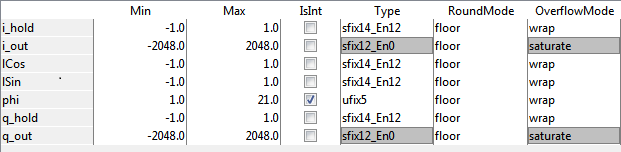 Min Max IsInt Type RoundMode OverflowMode
i_hold -1.0 1.0 sfix14_En12 floor wrap
i_out -2048.0 2048.0 sfix12_En0 floor saturate
lCos -1.0 1.0 sfix14_En12 floor wrap
lSin -1.0 1.0 sfix14_En12 floor wrap
phi 1.0 21.0 ufix5 floor wrap
q_hold -1.0 1.0 sfix14_En12 floor wrap
q_out -2048.0 2048.0 sfix12_En0 floor saturate